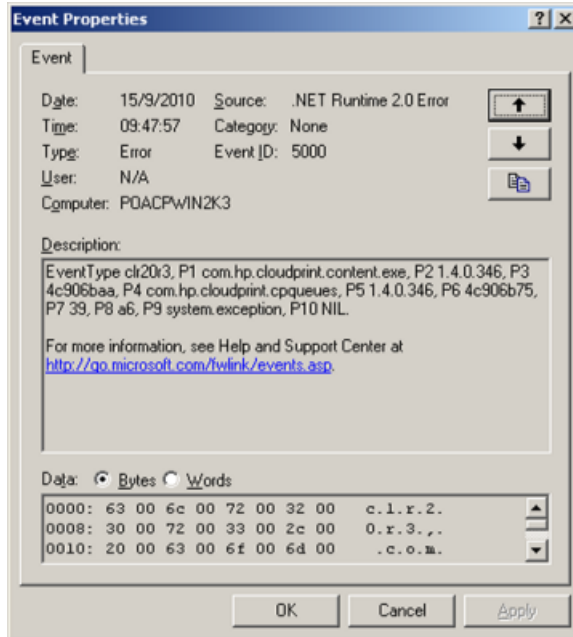 Event Properties
Event
Date: 15/9/2010 Source: .NET Runtime 2.0 Error
Time: 09:47:57 Category: None
Type: Error Event ID: 5000
User: N/A
Computer: POACPWIN2K3
Description:
EventType clr20r3, P1 com.hp.cloudprint.content.exe, P2 1.4.0.346, P3
4c906baa, P4 com.hp.cloudprint.cpqueues, P5 1.4.0.346, P6 4c906b75,
P7 39, P8 a6, P9 system.exception, P10 NIL.
For more information, see Help and Support Center at
http://go.microsoft.com/fwlink/events.asp.
Data: Bytes Words
0000: 63 00 6c 00 72 00 32 00 c.l.r.2.
0008: 30 00 72 00 33 00 2c 00 0.r.3.,.
0010: 20 00 63 00 6f 00 6d 00 .c.o.m.
OK Cancel Apply